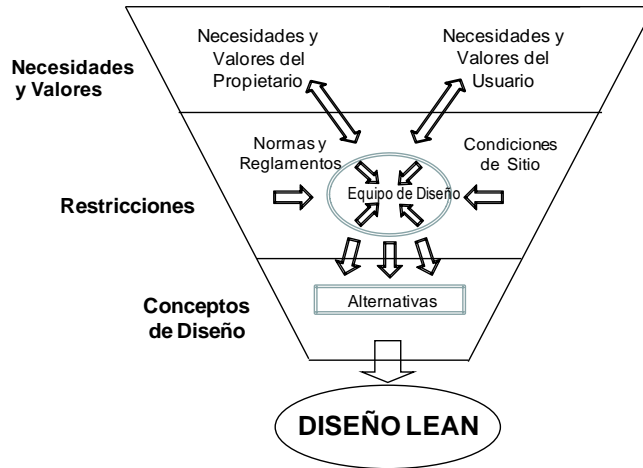 Necesidades
y Valores
Necesidades y
Valores del
Propietario
Necesidades y
Valores del
Usuario
Restricciones
Normas y
Reglamentos
Equipo de Diseño
Condiciones
de Sitio
Conceptos
de Diseño
Alternativas
DISEÑO LEAN